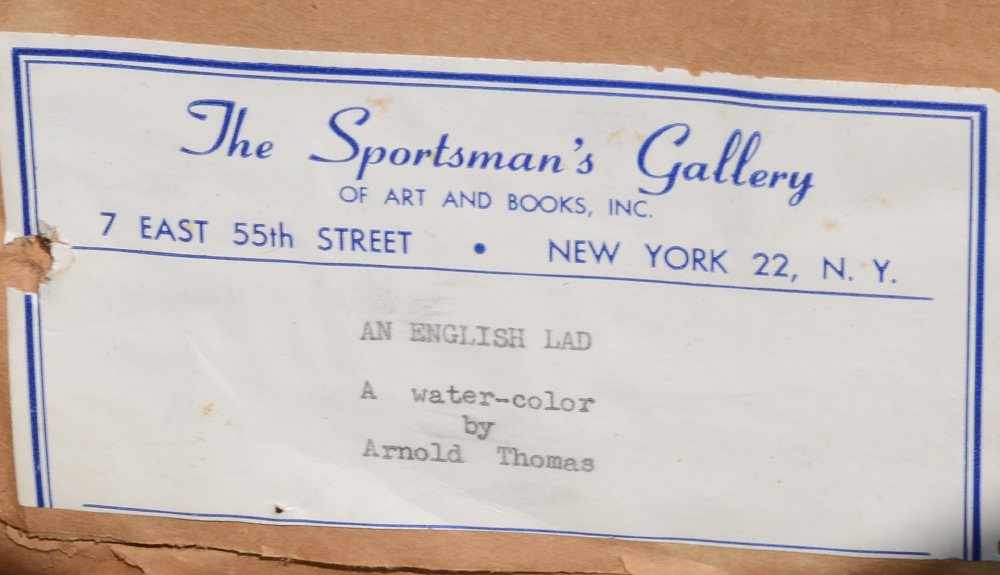 The Sportsman's Gallery
OF ART AND BOOKS, INC.
7 EAST 55th STREET • NEW YORK 22, N. Y.
AN ENGLISH LAD
A water-color
by
Arnold Thomas